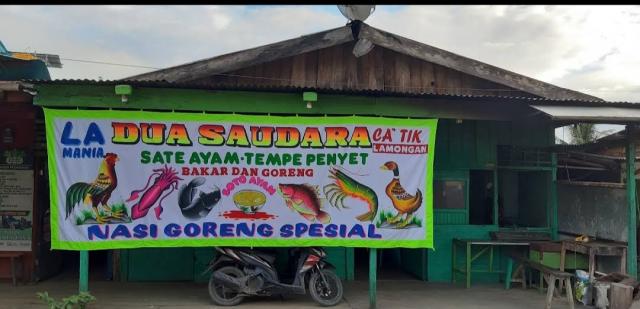 LA MANIA
DUA SAUDARA
CA'TIK LAMONGAN
SATE AYAM·TEMPE PENYET
BAKAR DAN GORENG
SOTO AYAM
NASI GORENG SPESIAL